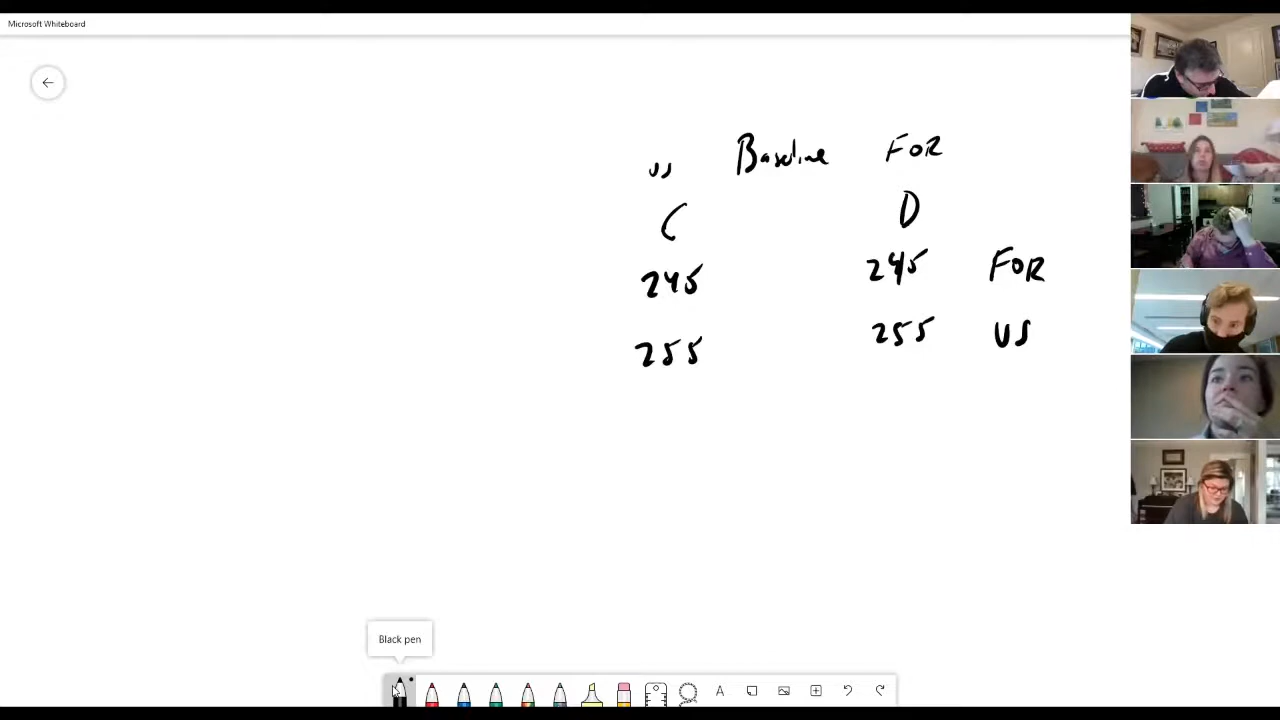 Microsoft Whiteboard
us Baseline FOR
C D
245 245 FOR
255 255 US
Black pen
A